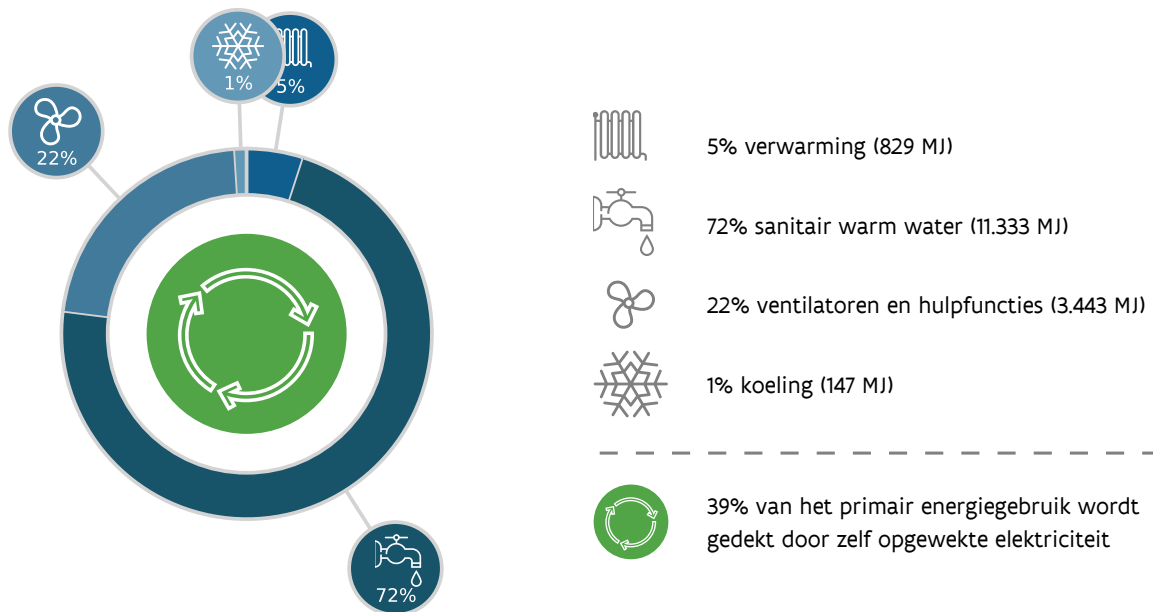 1%
5%
22%
5% verwarming (829 MJ)
72% sanitair warm water (11.333 MJ)
22% ventilatoren en hulpfuncties (3.443 MJ)
1% koeling (147 MJ)
39% van het primair energiegebruik wordt
gedekt door zelf opgewekte elektriciteit
72%